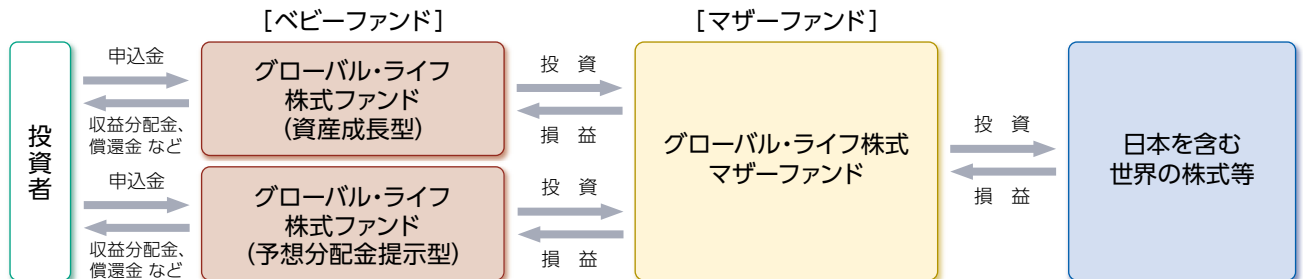 [ベビーファンド]
[マザーファンド]
投資者
申込金
収益分配金、
償還金 など
グローバル・ライフ
株式ファンド
(資産成長型)
投 資
損 益
申込金
収益分配金、
償還金 など
グローバル・ライフ
株式ファンド
(予想分配金提示型)
投 資
損 益
グローバル・ライフ株式
マザーファンド
投 資
損 益
日本を含む
世界の株式等